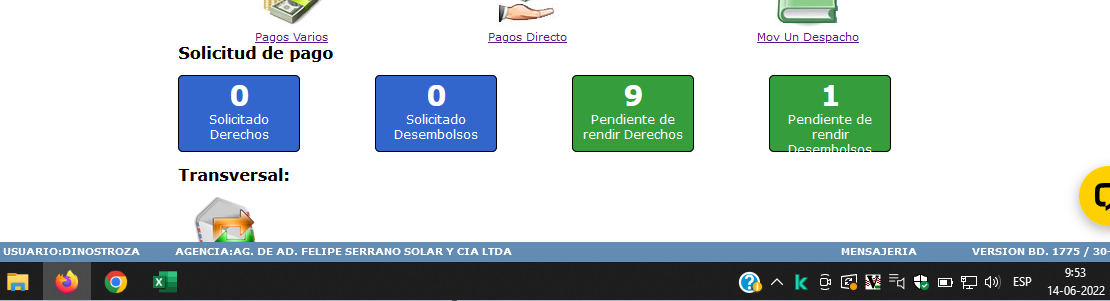 Pagos Varios
Pagos Directo
Mov Un Despacho
Solicitud de pago
0
Solicitado
Derechos
0
Solicitado
Desembolsos
9
Pendiente de
rendir Derechos
1
Pendiente de
rendir
Desembolsos
Transversal:
USUARIO:DINOSTROZA
AGENCIA:AG. DE AD. FELIPE SERRANO SOLAR Y CIA LTDA
MENSAJERIA
VERSION BD. 1775 / 30-
ESP
9:53
14-06-2022